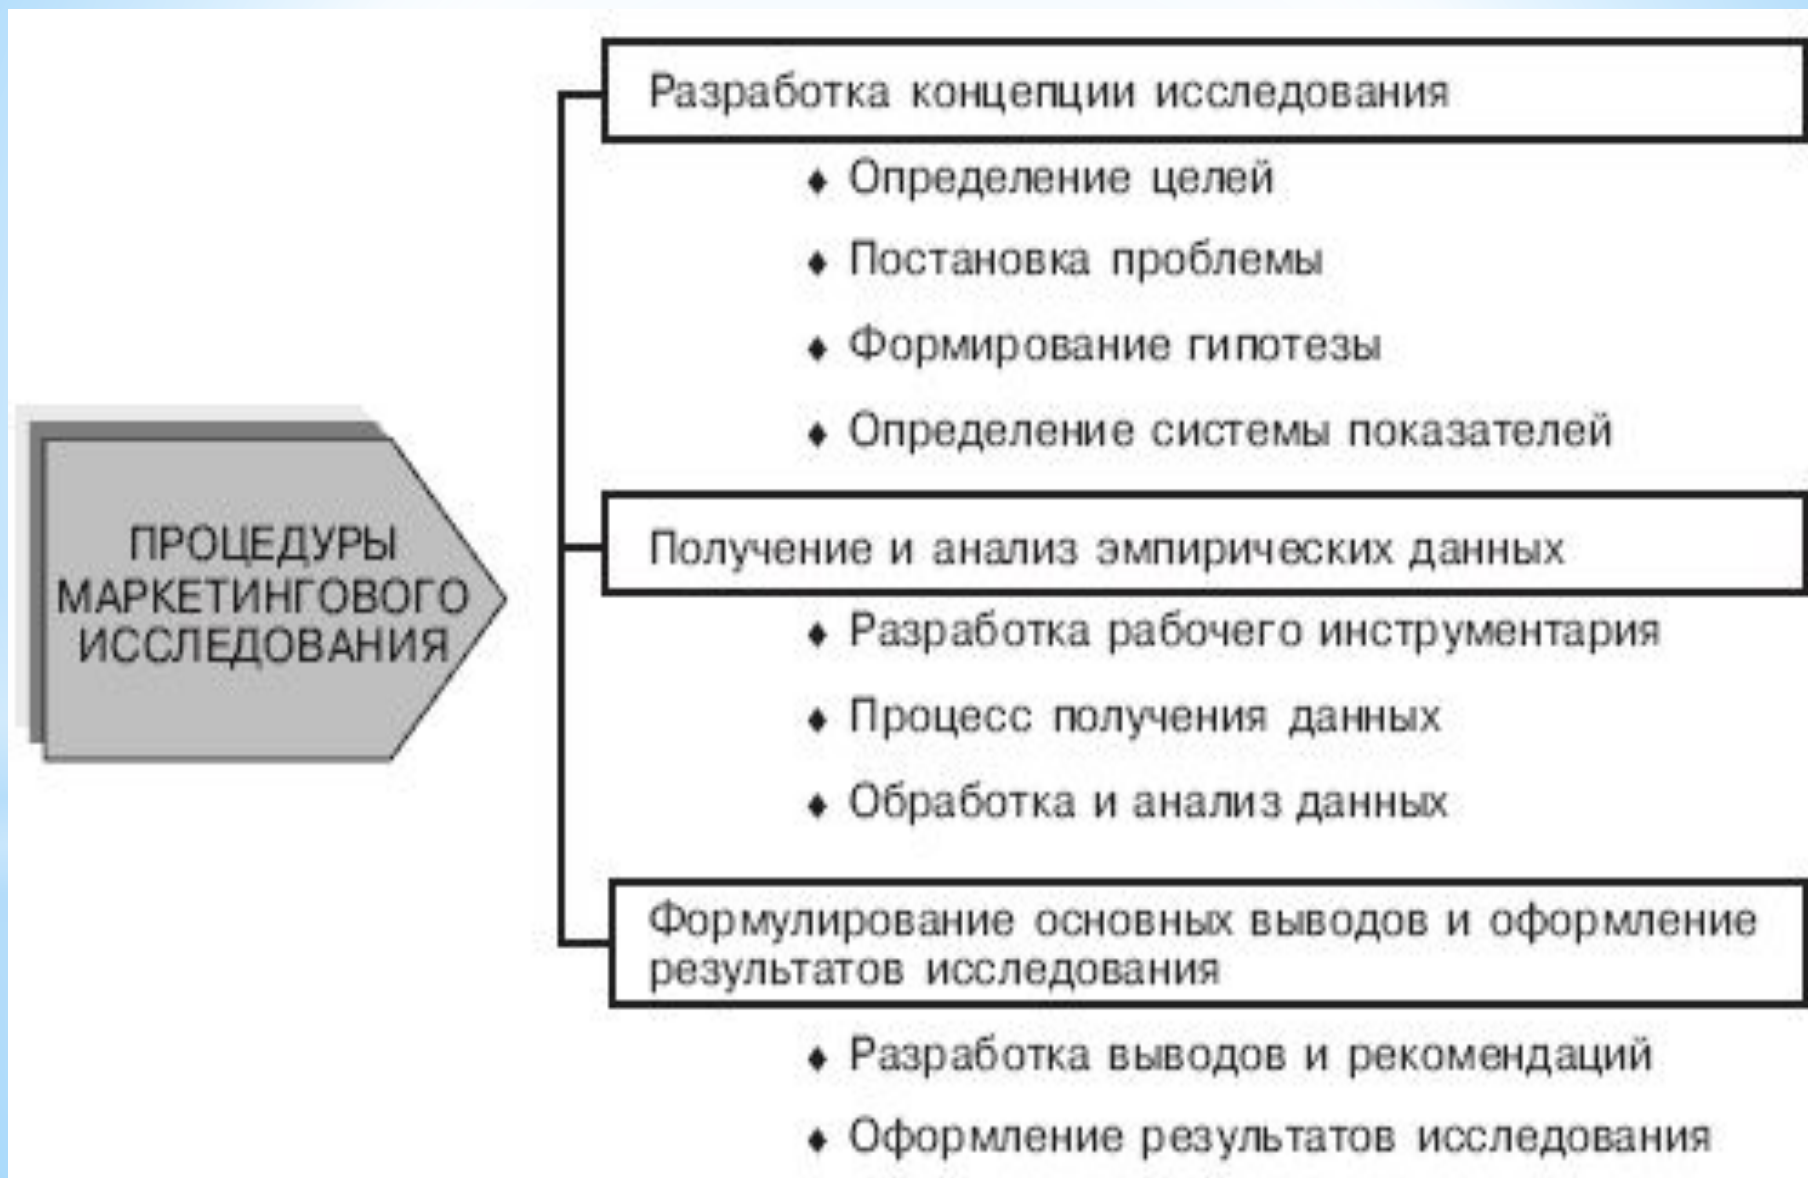 ПРОЦЕДУРЫ
МАРКЕТИНГОВОГО
ИССЛЕДОВАНИЯ
Разработка концепции исследования
♦ Определение целей
♦ Постановка проблемы
♦ Формирование гипотезы
♦ Определение системы показателей
Получение и анализ эмпирических данных
♦ Разработка рабочего инструментария
♦ Процесс получения данных
♦ Обработка и анализ данных
Формулирование основных выводов и оформление
результатов исследования
♦ Разработка выводов и рекомендаций
♦ Оформление результатов исследования